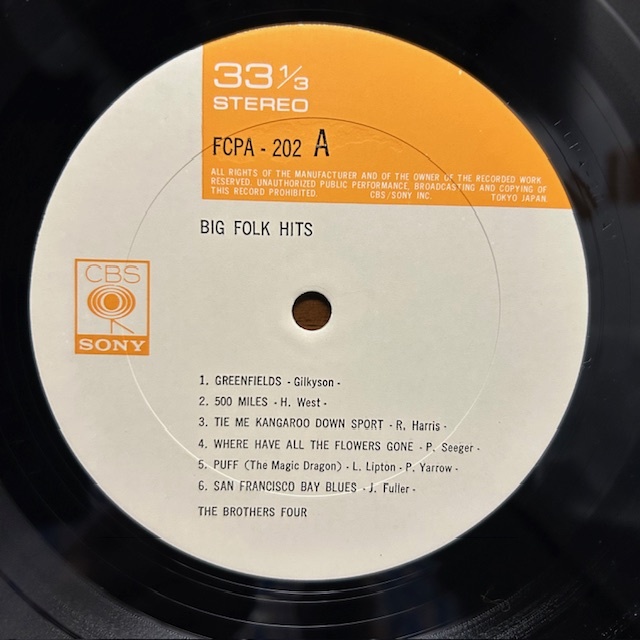 33 1/3
STEREO
FCPA - 202 A
ALL RIGHTS OF THE MANUFACTURER AND OF THE OWNER OF THE RECORDED WORK
RESERVED. UNAUTHORIZED PUBLIC PERFORMANCE, BROADCASTING AND COPYING OF
THIS RECORD PROHIBITED. CBS/SONY INC. TOKYO JAPAN
BIG FOLK HITS
CBS
SONY
1. GREENFIELDS - Gilkyson -
2. 500 MILES - H. West -
3. TIE ME KANGAROO DOWN SPORT - R. Harris -
4. WHERE HAVE ALL THE FLOWERS GONE - P. Seeger -
5. PUFF (The Magic Dragon) - L. Lipton - P. Yarrow -
6. SAN FRANCISCO BAY BLUES - J. Fuller -
THE BROTHERS FOUR